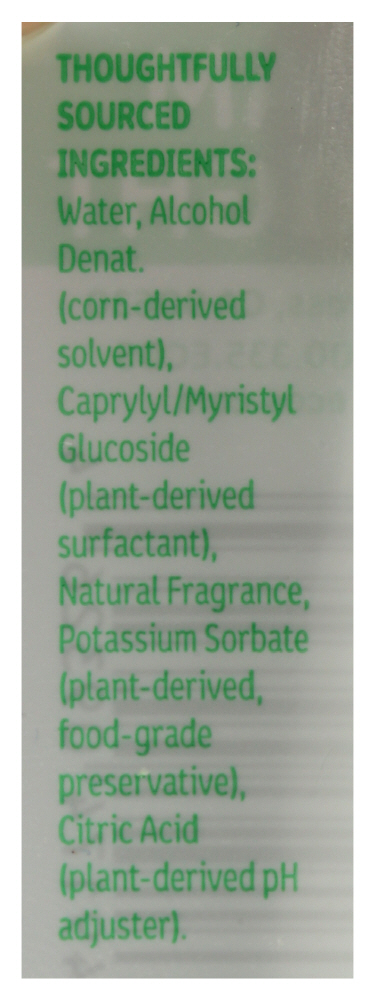 THOUGHTFULLY
SOURCED
INGREDIENTS:
Water, Alcohol
Denat.
(corn-derived
solvent),
Caprylyl/Myristyl
Glucoside
(plant-derived
surfactant),
Natural Fragrance,
Potassium Sorbate
(plant-derived,
food-grade
preservative),
Citric Acid
(plant-derived pH
adjuster).